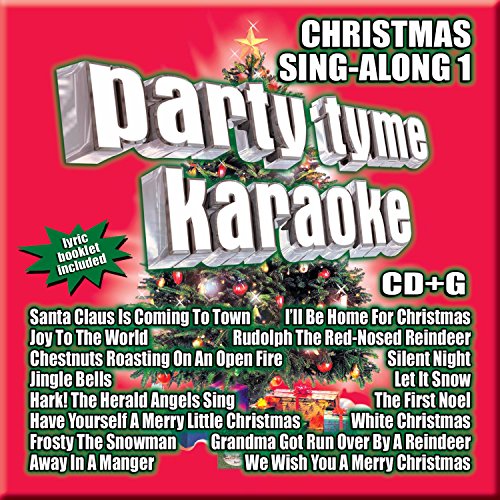 CHRISTMAS
SING-ALONG 1
party tyme
karaoke
lyric
booklet
included
CD+G
Santa Claus Is Coming To Town I'll Be Home For Christmas
Joy To The World Rudolph The Red-Nosed Reindeer
Chestnuts Roasting On An Open Fire Silent Night
Jingle Bells Let It Snow
Hark! The Herald Angels Sing The First Noel
Have Yourself A Merry Little Christmas White Christmas
Frosty The Snowman Grandma Got Run Over By A Reindeer
Away In A Manger We Wish You A Merry Christmas